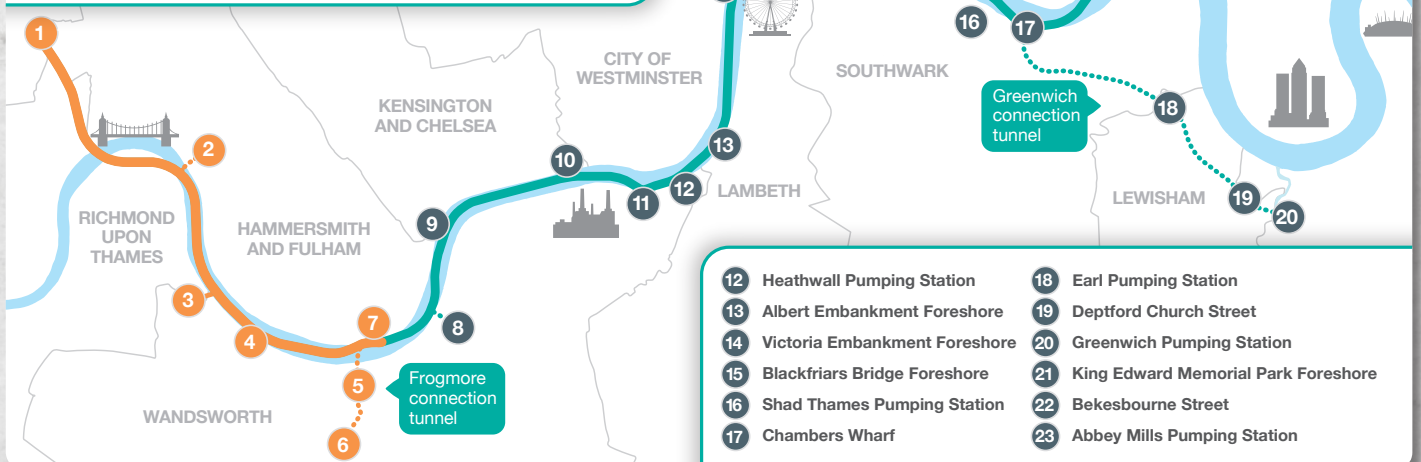 1
2
3
4
5
6
7
8
9
10
11
12
13
16
17
18
19
20
CITY OF
WESTMINSTER
KENSINGTON
AND CHELSEA
SOUTHWARK
Greenwich
connection
tunnel
RICHMOND
UPON
THAMES
HAMMERSMITH
AND FULHAM
LAMBETH
LEWISHAM
WANDSWORTH
Frogmore
connection
tunnel
12 Heathwall Pumping Station
13 Albert Embankment Foreshore
14 Victoria Embankment Foreshore
15 Blackfriars Bridge Foreshore
16 Shad Thames Pumping Station
17 Chambers Wharf
18 Earl Pumping Station
19 Deptford Church Street
20 Greenwich Pumping Station
21 King Edward Memorial Park Foreshore
22 Bekesbourne Street
23 Abbey Mills Pumping Station